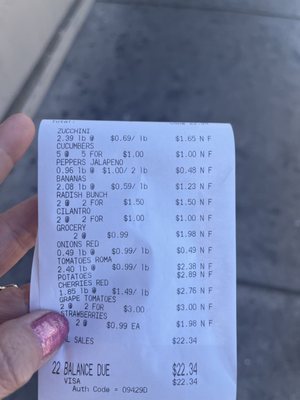 ZUCCHINI
2.39 lb @ $0.69/ lb $1.65 N F
CUCUMBERS
5 @ 5 FOR $1.00 $1.00 N F
PEPPERS JALAPENO
0.96 lb @ $1.00/ 2 lb $0.48 N F
BANANAS
2.08 lb @ $0.59/ lb $1.23 N F
RADISH BUNCH
2 @ 2 FOR $1.50 $1.50 N F
CILANTRO
2 @ 2 FOR $1.00 $1.00 N F
GROCERY
2 @ $0.99 $1.98 N F
ONIONS RED
0.49 lb @ $0.99/ lb $0.49 N F
TOMATOES ROMA
2.40 lb @ $0.99/ lb $2.38 N F
POTATOES $2.89 N F
CHERRIES RED
1.85 lb @ $1.49/ lb $2.76 N F
GRAPE TOMATOES
2 @ 2 FOR $3.00 $3.00 N F
STRAWBERRIES
2 @ $0.99 EA $1.98 N F
SALES $22.34
22 BALANCE DUE $22.34
VISA $22.34
Auth Code = 09429D